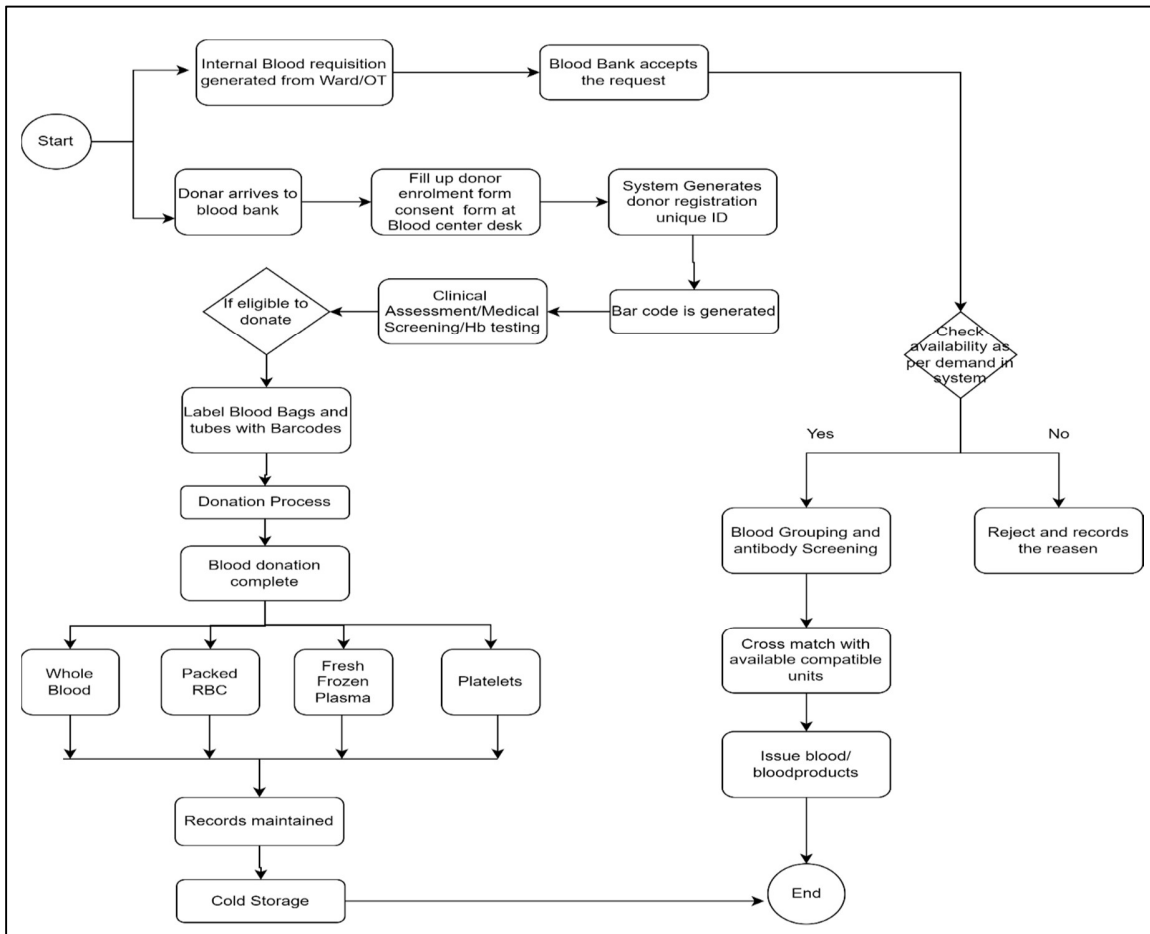 Internal Blood requisition
generated from Ward/OT
Blood Bank accepts
the request
Start
Donar arrives to
blood bank
Fill up donor
enrolment form
consent form at
Blood center desk
System Generates
donor registration
unique ID
If eligible to
donate
Clinical
Assessment/Medical
Screening/Hb testing
Bar code is generated
Check
availability as
per demand in
system
Label Blood Bags and
tubes with Barcodes
Yes
No
Donation Process
Blood Grouping and
antibody Screening
Reject and records
the reasen
Blood donation
complete
Whole
Blood
Packed
RBC
Fresh
Frozen
Plasma
Platelets
Cross match with
available compatible
units
Issue blood/
bloodproducts
Records maintained
Cold Storage
End